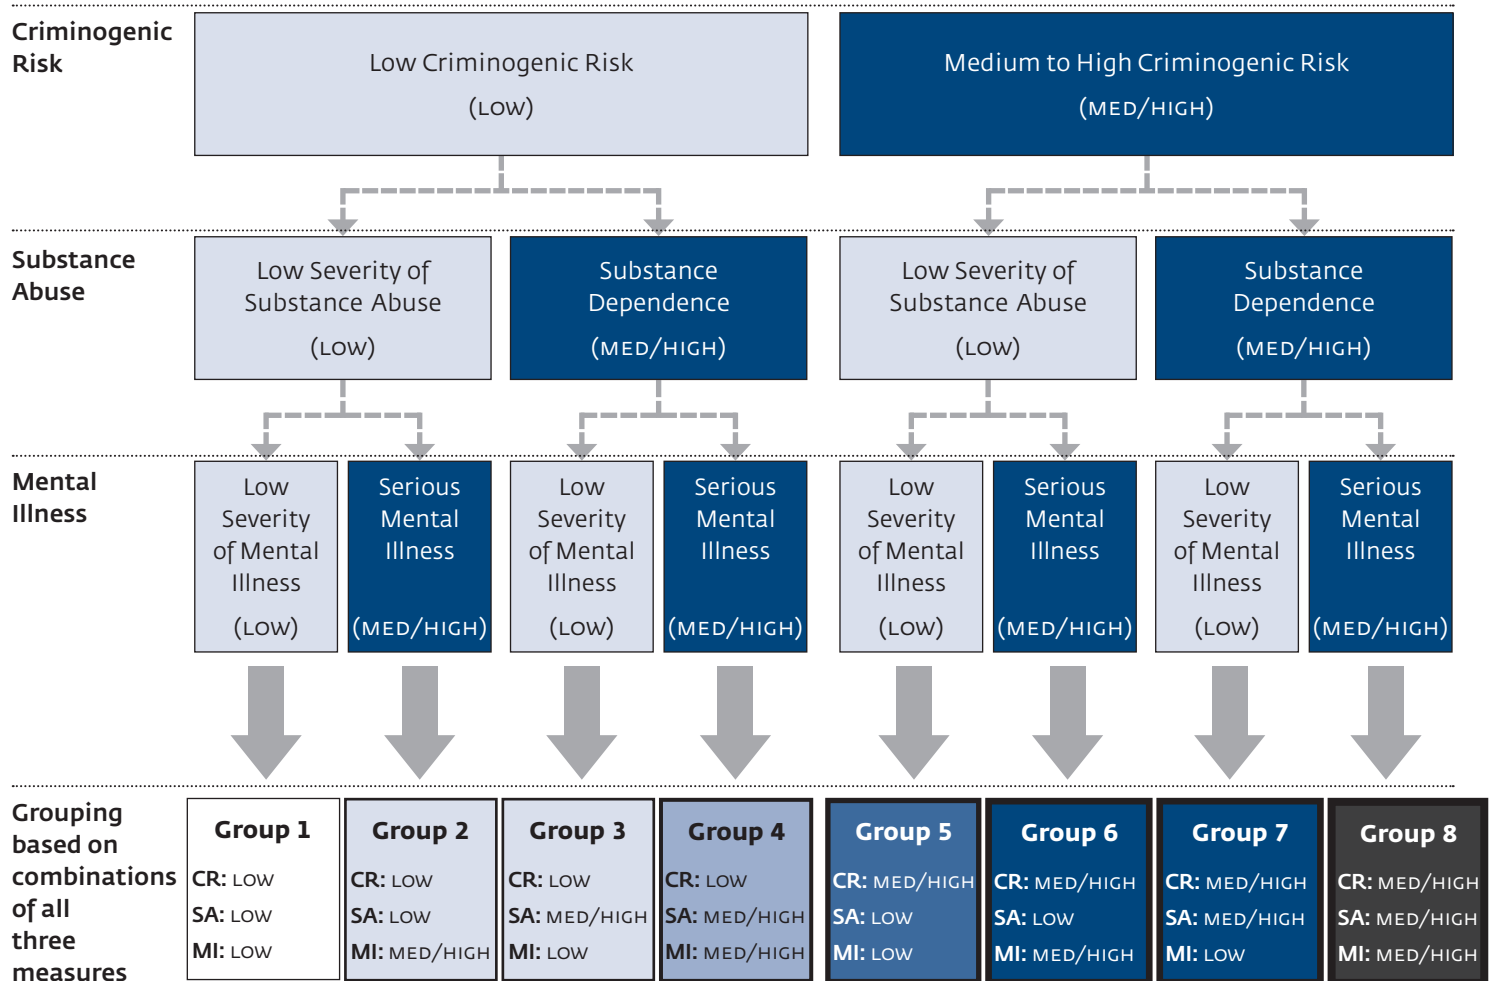 Criminogenic
Risk
Low Criminogenic Risk
(LOW)
Medium to High Criminogenic Risk
(MED/HIGH)
Substance
Abuse
Low Severity of
Substance Abuse
(LOW)
Substance
Dependence
(MED/HIGH)
Low Severity of
Substance Abuse
(LOW)
Substance
Dependence
(MED/HIGH)
Mental
Illness
Low
Severity
of Mental
Illness
(LOW)
Serious
Mental
Illness
(MED/HIGH)
Low
Severity
of Mental
Illness
(LOW)
Serious
Mental
Illness
(MED/HIGH)
Low
Severity
of Mental
Illness
(LOW)
Serious
Mental
Illness
(MED/HIGH)
Low
Severity
of Mental
Illness
(LOW)
Serious
Mental
Illness
(MED/HIGH)
Grouping
based on
combinations
of all
three
measures
Group 1
CR: LOW
SA: LOW
MI: LOW
Group 2
CR: LOW
SA: LOW
MI: MED/HIGH
Group 3
CR: LOW
SA: MED/HIGH
MI: LOW
Group 4
CR: LOW
SA: MED/HIGH
MI: MED/HIGH
Group 5
CR: MED/HIGH
SA: LOW
MI: LOW
Group 6
CR: MED/HIGH
SA: LOW
MI: MED/HIGH
Group 7
CR: MED/HIGH
SA: MED/HIGH
MI: LOW
Group 8
CR: MED/HIGH
SA: MED/HIGH
MI: MED/HIGH